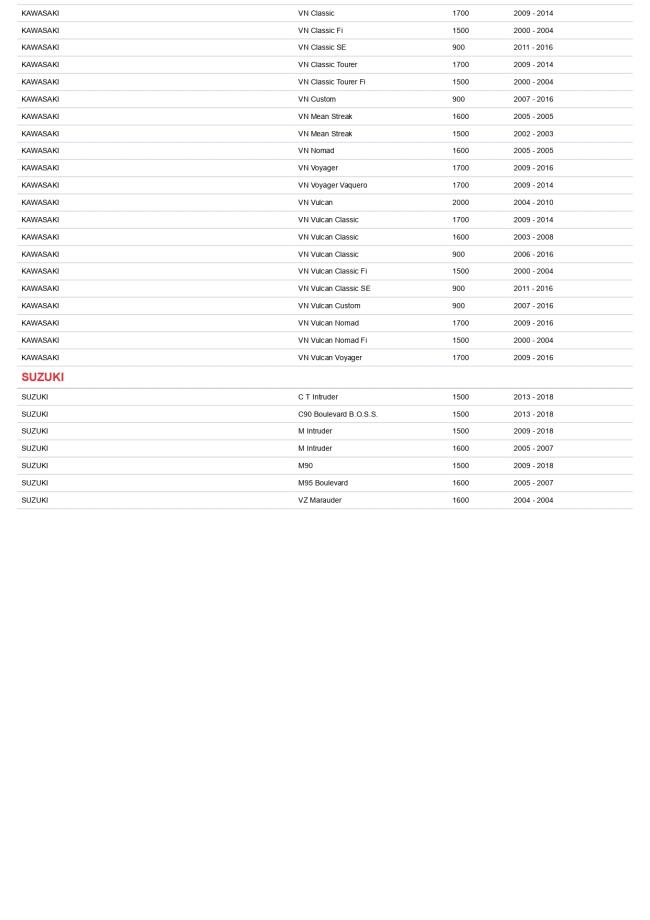 KAWASAKI VN Classic 1700 2009 - 2014
KAWASAKI VN Classic Fi 1500 2000 - 2004
KAWASAKI VN Classic SE 900 2011 - 2016
KAWASAKI VN Classic Tourer 1700 2009 - 2014
KAWASAKI VN Classic Tourer Fi 1500 2000 - 2004
KAWASAKI VN Custom 900 2007 - 2016
KAWASAKI VN Mean Streak 1600 2005 - 2005
KAWASAKI VN Mean Streak 1500 2002 - 2003
KAWASAKI VN Nomad 1600 2005 - 2005
KAWASAKI VN Voyager 1700 2009 - 2016
KAWASAKI VN Voyager Vaquero 1700 2009 - 2014
KAWASAKI VN Vulcan 2000 2004 - 2010
KAWASAKI VN Vulcan Classic 1700 2009 - 2014
KAWASAKI VN Vulcan Classic 1600 2003 - 2008
KAWASAKI VN Vulcan Classic 900 2006 - 2016
KAWASAKI VN Vulcan Classic Fi 1500 2000 - 2004
KAWASAKI VN Vulcan Classic SE 900 2011 - 2016
KAWASAKI VN Vulcan Custom 900 2007 - 2016
KAWASAKI VN Vulcan Nomad 1700 2009 - 2016
KAWASAKI VN Vulcan Nomad Fi 1500 2000 - 2004
KAWASAKI VN Vulcan Voyager 1700 2009 - 2016
SUZUKI
SUZUKI C T Intruder 1500 2013 - 2018
SUZUKI C90 Boulevard B.O.S.S. 1500 2013 - 2018
SUZUKI M Intruder 1500 2009 - 2018
SUZUKI M Intruder 1600 2005 - 2007
SUZUKI M90 1500 2009 - 2018
SUZUKI M95 Boulevard 1600 2005 - 2007
SUZUKI VZ Marauder 1600 2004 - 2004